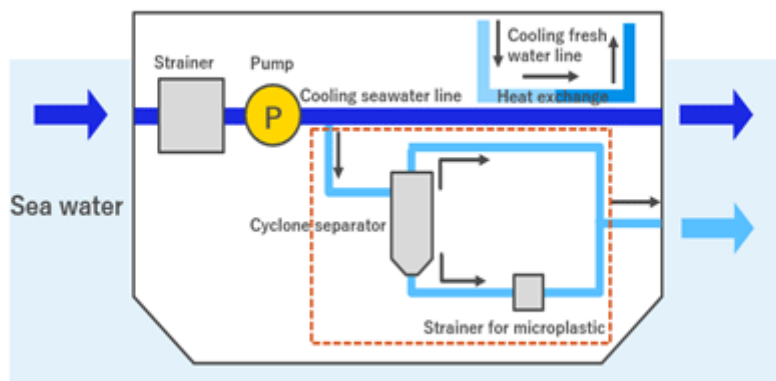 Cooling fresh
water line
Strainer
Pump
Cooling seawater line
Heat exchange
P
Sea water
Cyclone separator
Strainer for microplastic